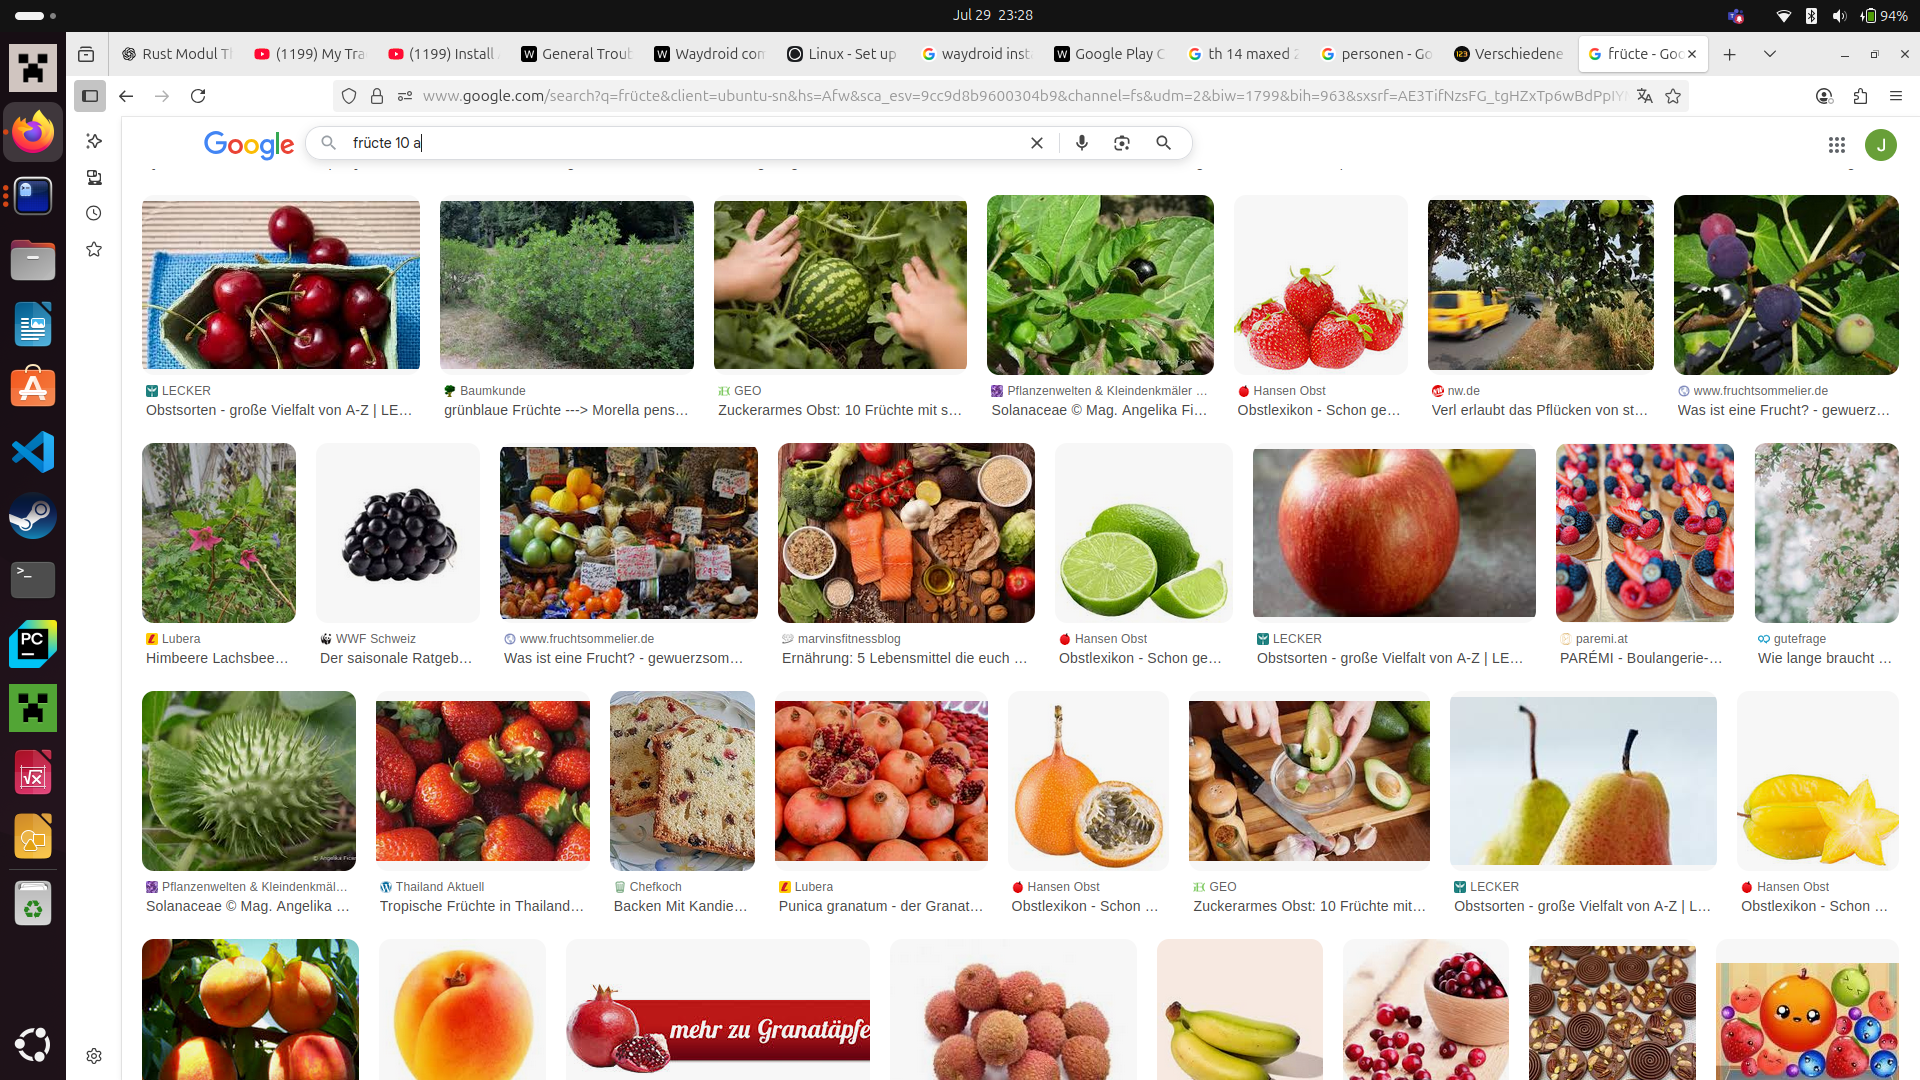 Jul 29 23:28
94%
Rust Modul Th
(1199) My Tra
(1199) Install
General Troub
Waydroid com
Linux - Set up
waydroid insta
Google Play C
th 14 maxed 2
personen - Go
Verschiedene
frücte - Goo
www.google.com/search?q=frücte&client=ubuntu-sn&hs=Afw&sca_esv=9cc9d8b9600304b9&channel=fs&udm=2&biw=1799&bih=963&sxsrf=AE3TifNzsFG_tgHZxTp6wBdPpIY
Google
frücte 10 a
J
LECKER
Obstsorten - große Vielfalt von A-Z | LE...
Baumkunde
grünblaue Früchte ---> Morella pens...
GEO
Zuckerarmes Obst: 10 Früchte mit s...
Pflanzenwelten & Kleindenkmäler ...
Solanaceae © Mag. Angelika Fi...
Hansen Obst
Obstlexikon - Schon ge...
nw.de
Verl erlaubt das Pflücken von st...
www.fruchtsommelier.de
Was ist eine Frucht? - gewuerz...
Lubera
Himbeere Lachsbee...
WWF Schweiz
Der saisonale Ratgeb...
www.fruchtsommelier.de
Was ist eine Frucht? - gewuerzsom...
marvinsfitnessblog
Ernährung: 5 Lebensmittel die euch ...
Hansen Obst
Obstlexikon - Schon ge...
LECKER
Obstsorten - große Vielfalt von A-Z | LE...
paremi.at
PARÉMI - Boulangerie-...
gutefrage
Wie lange braucht ...
Pflanzenwelten & Kleindenkmäl...
Solanaceae © Mag. Angelika ...
Thailand Aktuell
Tropische Früchte in Thailand...
Chefkoch
Backen Mit Kandie...
Lubera
Punica granatum - der Granat...
Hansen Obst
Obstlexikon - Schon ...
GEO
Zuckerarmes Obst: 10 Früchte mit...
LECKER
Obstsorten - große Vielfalt von A-Z | L...
Hansen Obst
Obstlexikon - Schon ...
mehr zu Granatäpfe
PC